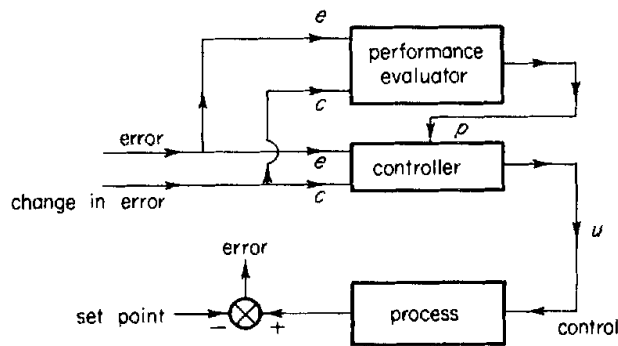 e
performance
evaluator
c
p
error
e
controller
change in error
c
u
error
set point
−
+
process
control